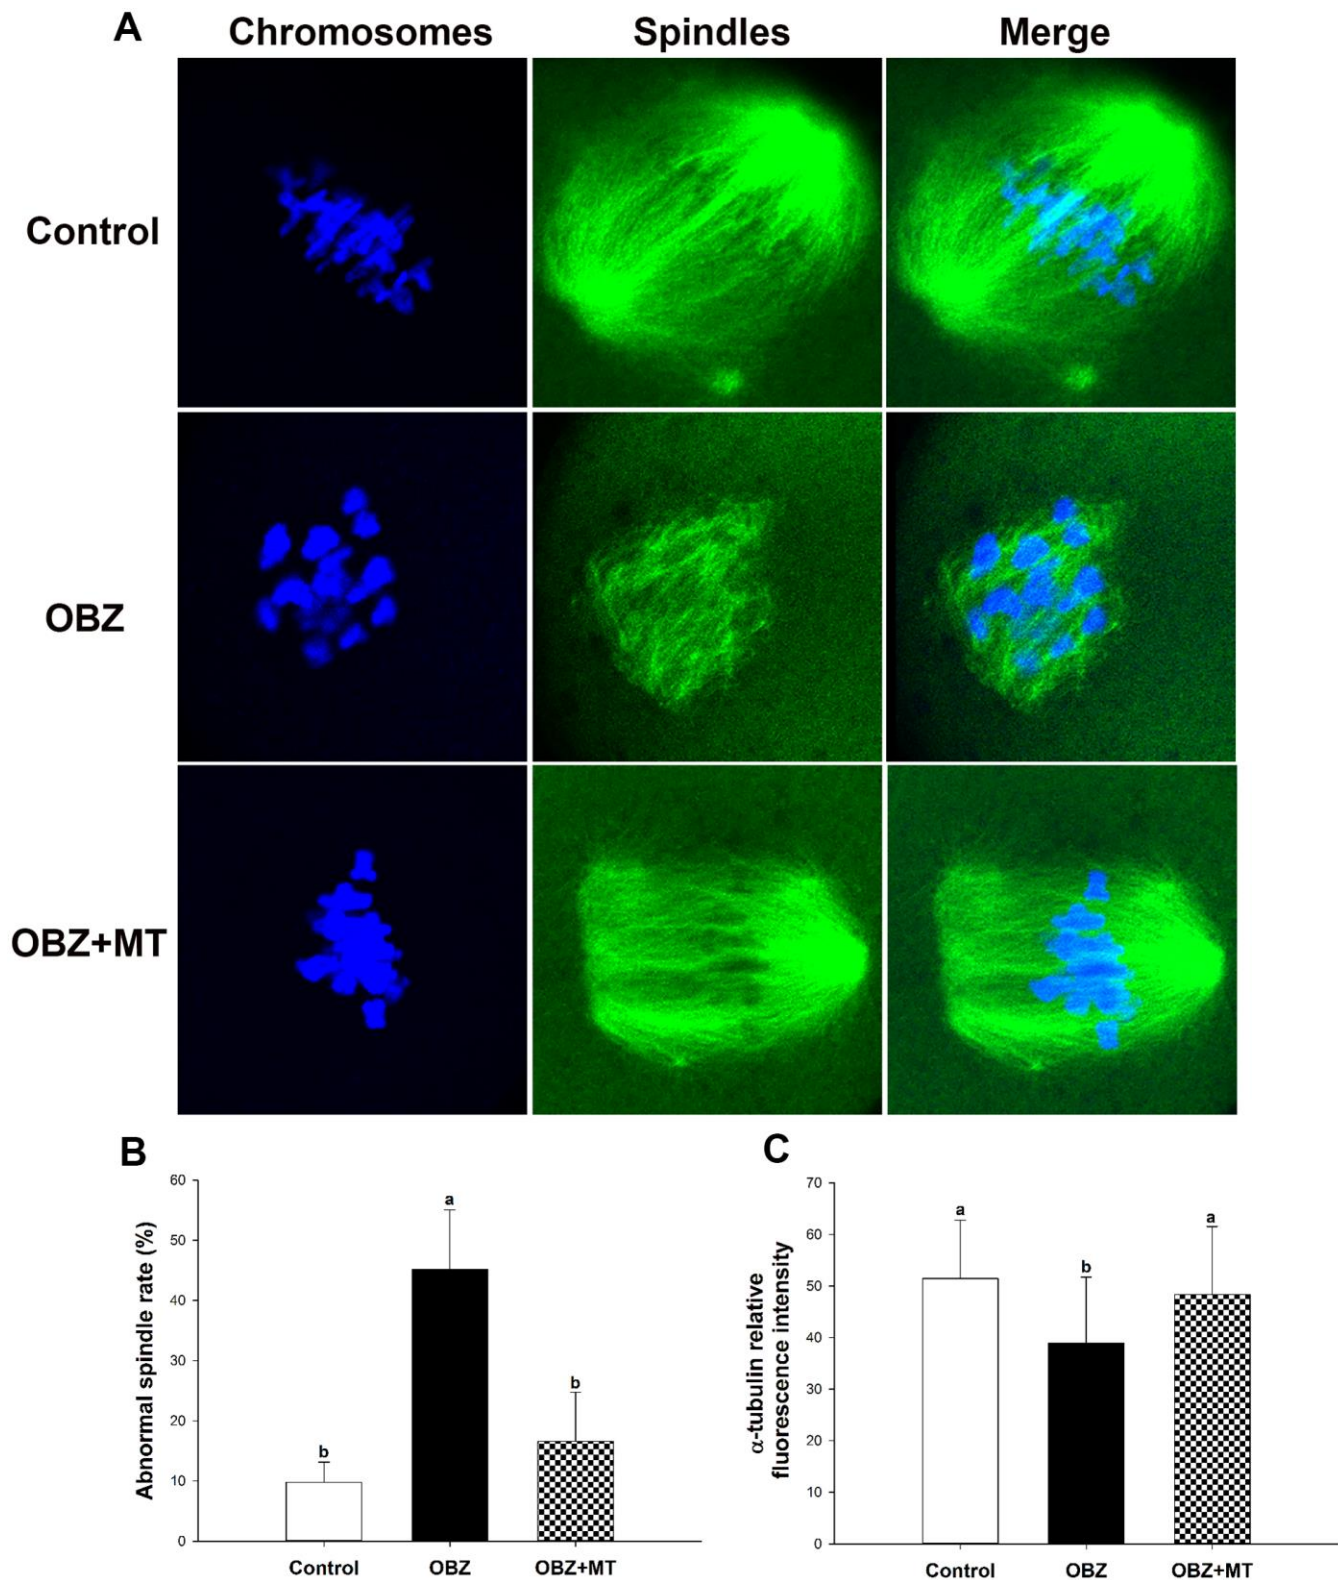 A
Chromosomes Spindles Merge
Control
OBZ
OBZ+MT
B
Abnormal spindle rate (%)
60
50
40
30
20
10
0
b
a
b
Control OBZ OBZ+MT
C
α-tubulin relative
fluorescence intensity
70
60
50
40
30
20
10
0
a
b
a
Control OBZ OBZ+MT